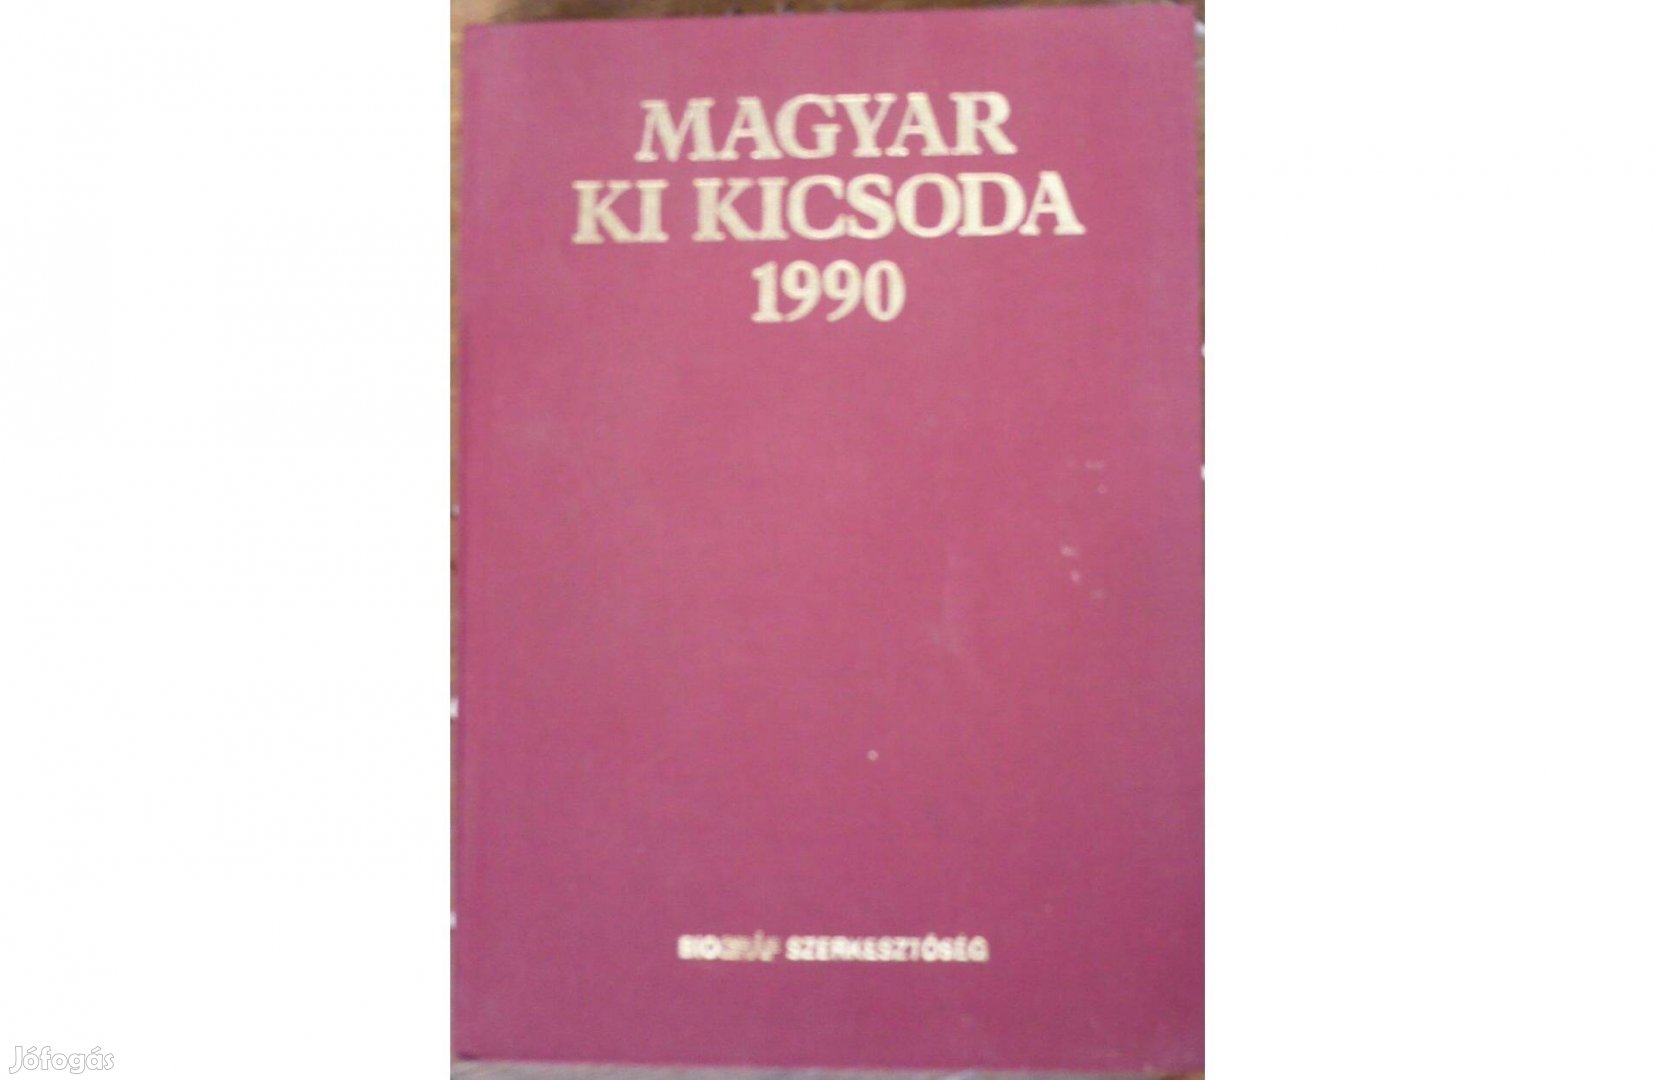 MAGYAR
KI KICSODA
1990
BIOGRÁF SZERKESZTŐSÉG
Jófogás